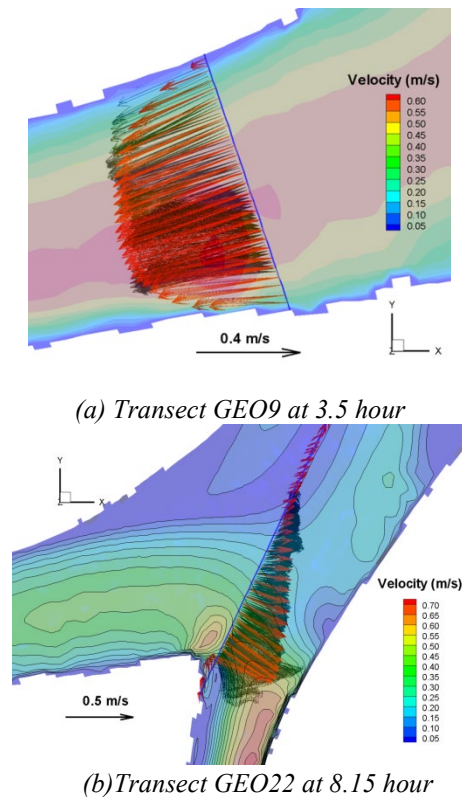 Velocity (m/s)
0.60
0.55
0.50
0.45
0.40
0.35
0.30
0.25
0.20
0.15
0.10
0.05
0.4 m/s
Y
Z
X
(a) Transect GEO9 at 3.5 hour
Y
Z
X
Velocity (m/s)
0.70
0.65
0.60
0.55
0.50
0.45
0.40
0.35
0.30
0.25
0.20
0.15
0.10
0.05
0.5 m/s
(b)Transect GEO22 at 8.15 hour